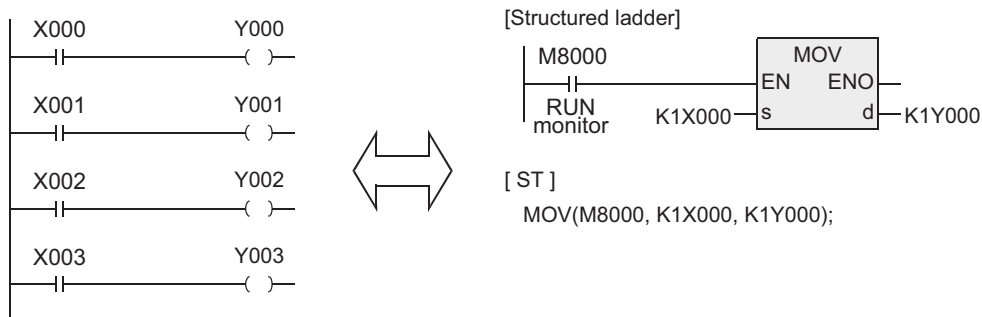 X000 Y000
X001 Y001
X002 Y002
X003 Y003
[Structured ladder]
M8000
RUN
monitor
MOV
EN ENO
K1X000 s d K1Y000
[ ST ]
MOV(M8000, K1X000, K1Y000);